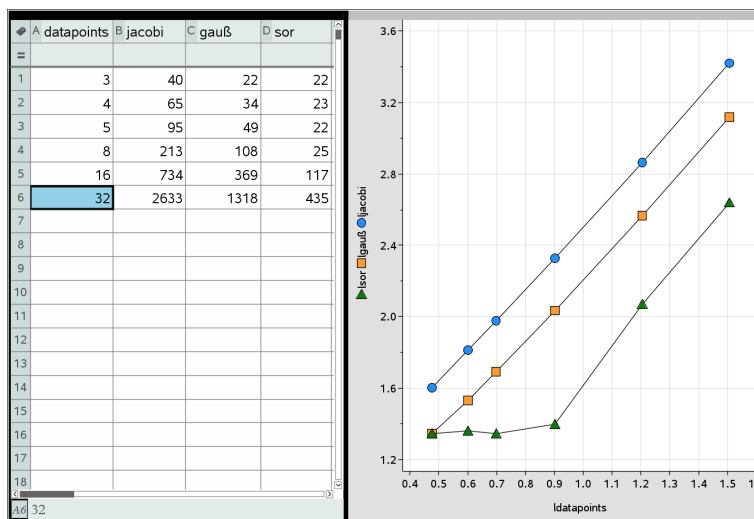 A datapoints B jacobi C gauß D sor
=
1 3 40 22 22
2 4 65 34 23
3 5 95 49 22
4 8 213 108 25
5 16 734 369 117
6 32 2633 1318 435
7
8
9
10
11
12
13
14
15
16
17
18
A6 32
3.6
3.2
2.8
2.4
2.0
1.6
1.2
lsor lgauß ljacobi
0.4 0.5 0.6 0.7 0.8 0.9 1.0 1.1 1.2 1.3 1.4 1.5 1.
ldatapoints